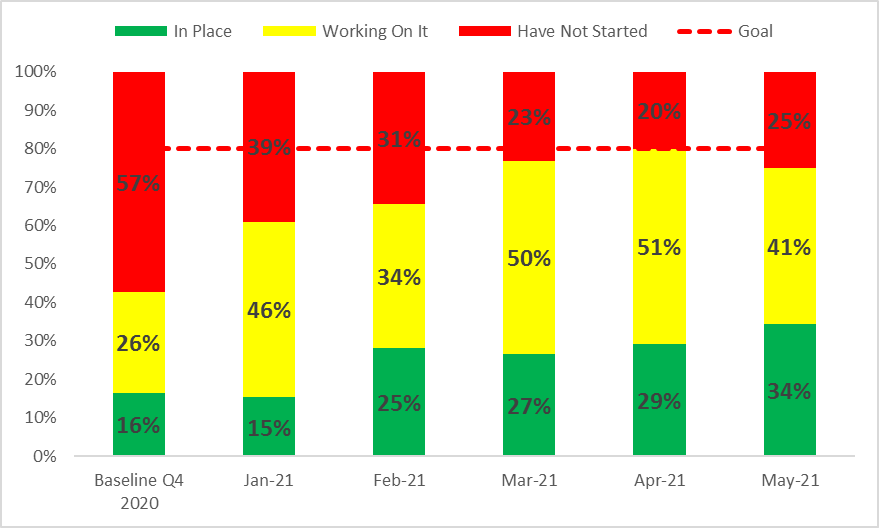 In Place Working On It Have Not Started Goal
100%
90%
80%
70%
60%
50%
40%
30%
20%
10%
0%
57% 39% 31% 23% 20% 25%
26% 46% 34% 50% 51% 41%
16% 15% 25% 27% 29% 34%
Baseline Q4 Jan-21 Feb-21 Mar-21 Apr-21 May-21
2020